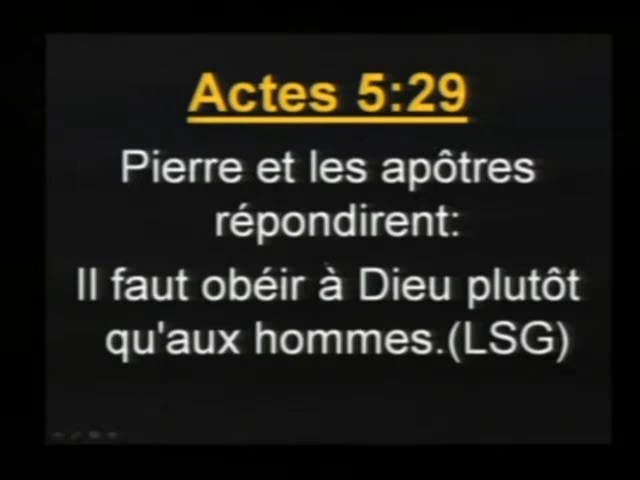 Actes 5:29
Pierre et les apôtres
répondirent:
Il faut obéir à Dieu plutôt
qu'aux hommes.(LSG)